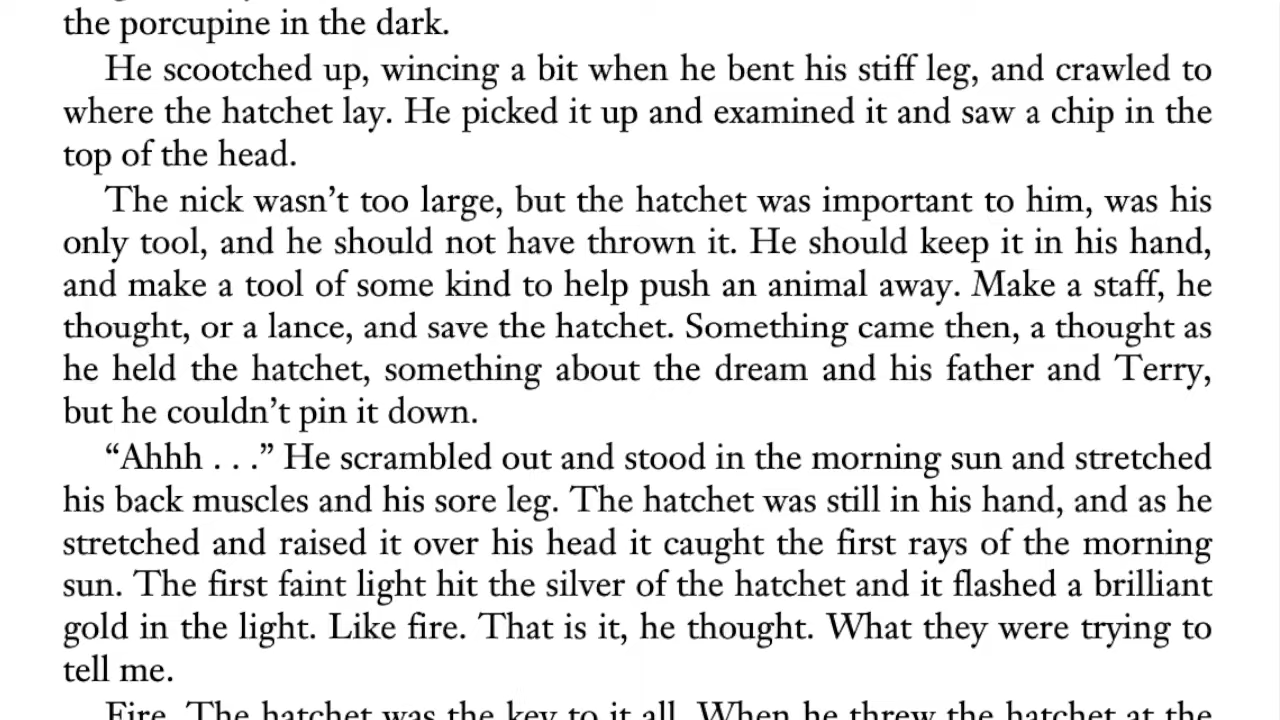 the porcupine in the dark.
He scootched up, wincing a bit when he bent his stiff leg, and crawled to
where the hatchet lay. He picked it up and examined it and saw a chip in the
top of the head.
The nick wasn’t too large, but the hatchet was important to him, was his
only tool, and he should not have thrown it. He should keep it in his hand,
and make a tool of some kind to help push an animal away. Make a staff, he
thought, or a lance, and save the hatchet. Something came then, a thought as
he held the hatchet, something about the dream and his father and Terry,
but he couldn’t pin it down.
“Ahhh . . .” He scrambled out and stood in the morning sun and stretched
his back muscles and his sore leg. The hatchet was still in his hand, and as he
stretched and raised it over his head it caught the first rays of the morning
sun. The first faint light hit the silver of the hatchet and it flashed a brilliant
gold in the light. Like fire. That is it, he thought. What they were trying to
tell me.
Fire. The hatchet was the key to it all. When he threw the hatchet at the